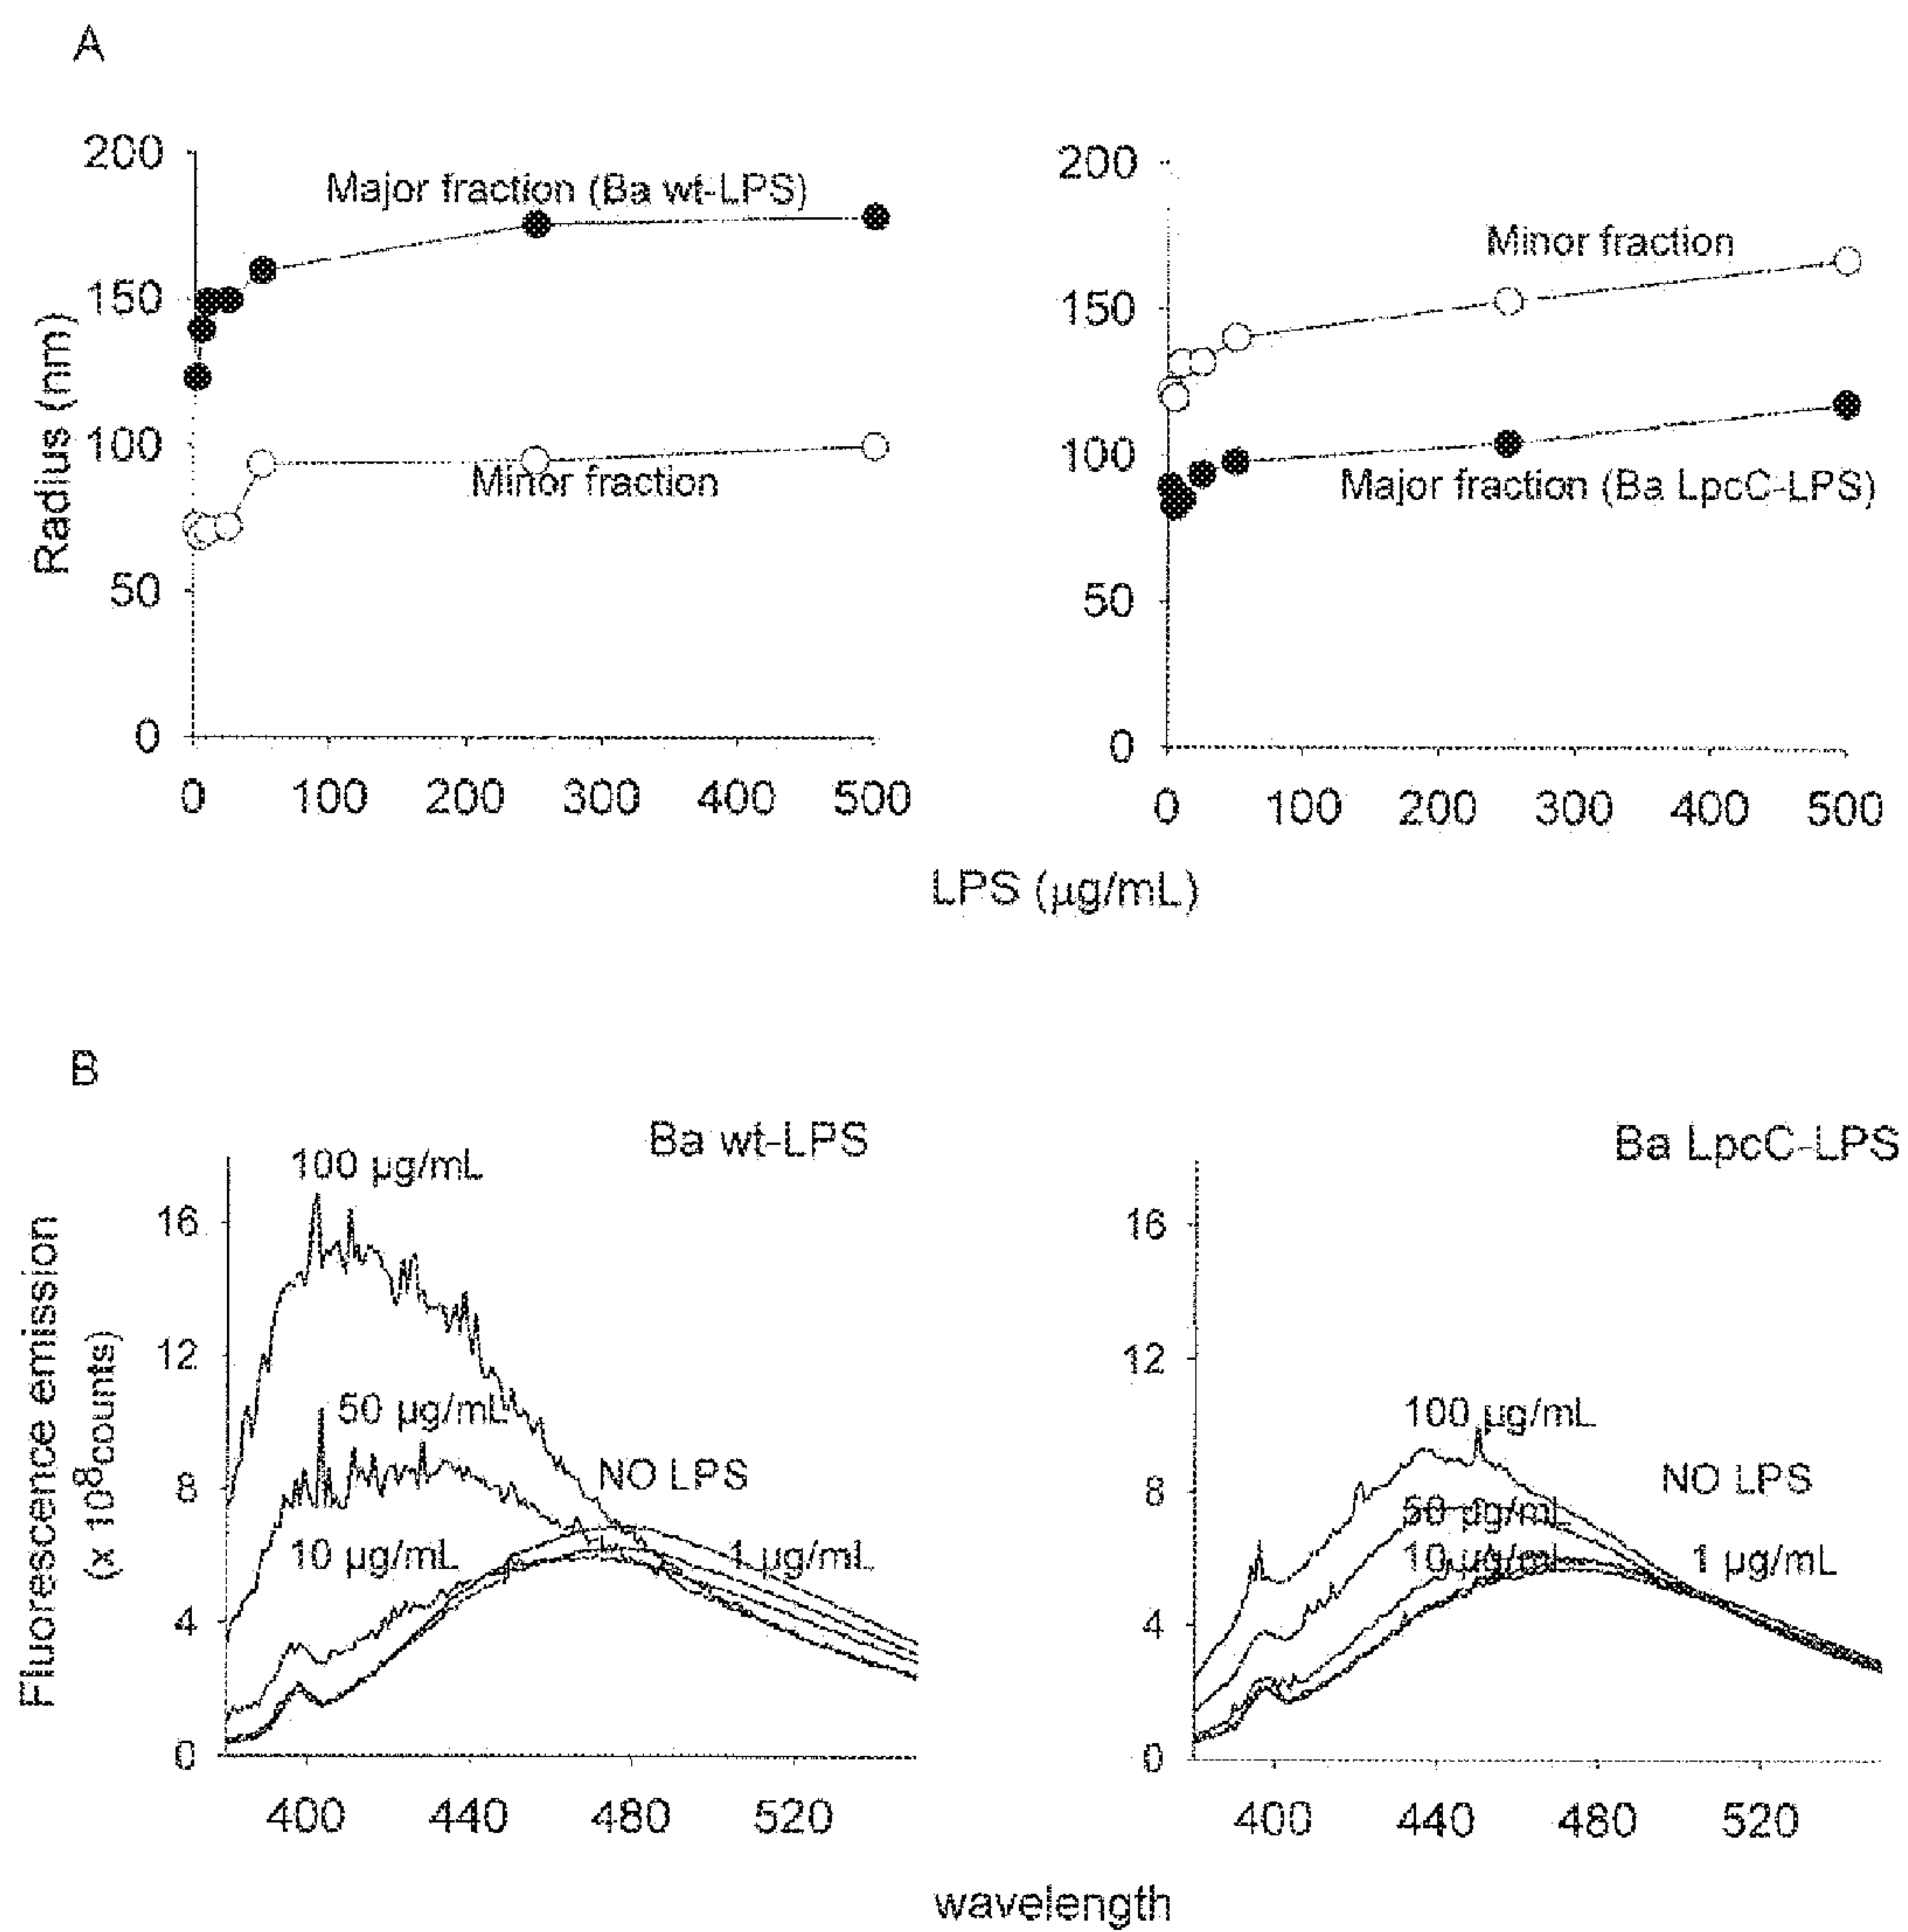 A
200
150
100
50
0
Radius (nm)
Major fraction (Ba wt-LPS)
Minor fraction
0 100 200 300 400 500
200
150
100
50
0
Minor fraction
Major fraction (Ba LpcC-LPS)
0 100 200 300 400 500
LPS (µg/mL)
B
Fluorescence emission
(x 10⁸counts)
Ba wt-LPS
16
12
8
4
0
100 µg/mL
50 µg/mL
NO LPS
10 µg/mL
1 µg/mL
400 440 480 520
Ba LpcC-LPS
16
12
8
4
0
100 µg/mL
NO LPS
50 µg/mL
10 µg/mL
1 µg/mL
400 440 480 520
wavelength